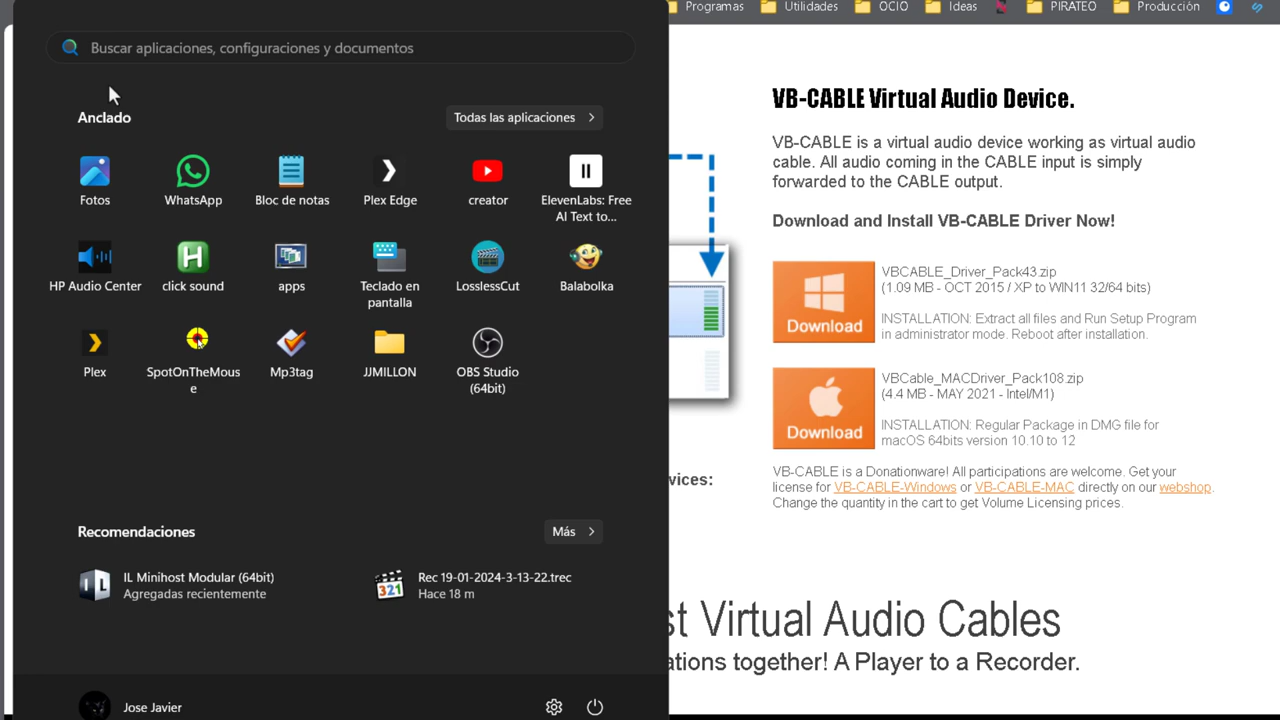 Programas
Utilidades
OCIO
Ideas
PIRATEO
Producciòn
Buscar aplicaciones, configuraciones y documentos
Anclado
Todas las aplicaciones
Fotos
WhatsApp
Bloc de notas
Plex Edge
creator
ElevenLabs: Free
AI Text to...
HP Audio Center
click sound
apps
Teclado en
pantalla
LosslessCut
Balabolka
Plex
SpotOnTheMous
e
Mp3tag
JJMILLON
OBS Studio
(64bit)
Recomendaciones
Más
IL Minihost Modular (64bit)
Agregadas recientemente
321
Rec 19-01-2024-3-13-22.trec
Hace 18 m
Jose Javier
VB-CABLE Virtual Audio Device.
VB-CABLE is a virtual audio device working as virtual audio
cable. All audio coming in the CABLE input is simply
forwarded to the CABLE output.
Download and Install VB-CABLE Driver Now!
Download
VBCABLE_Driver_Pack43.zip
(1.09 MB - OCT 2015 / XP to WIN11 32/64 bits)
INSTALLATION: Extract all files and Run Setup Program
in administrator mode. Reboot after installation.
Download
VBCable_MACDriver_Pack108.zip
(4.4 MB - MAY 2021 - Intel/M1)
INSTALLATION: Regular Package in DMG file for
macOS 64bits version 10.10 to 12
VB-CABLE is a Donationware! All participations are welcome. Get your
license for VB-CABLE-Windows or VB-CABLE-MAC directly on our webshop.
Change the quantity in the cart to get Volume Licensing prices.
vices:
st Virtual Audio Cables
ations together! A Player to a Recorder.